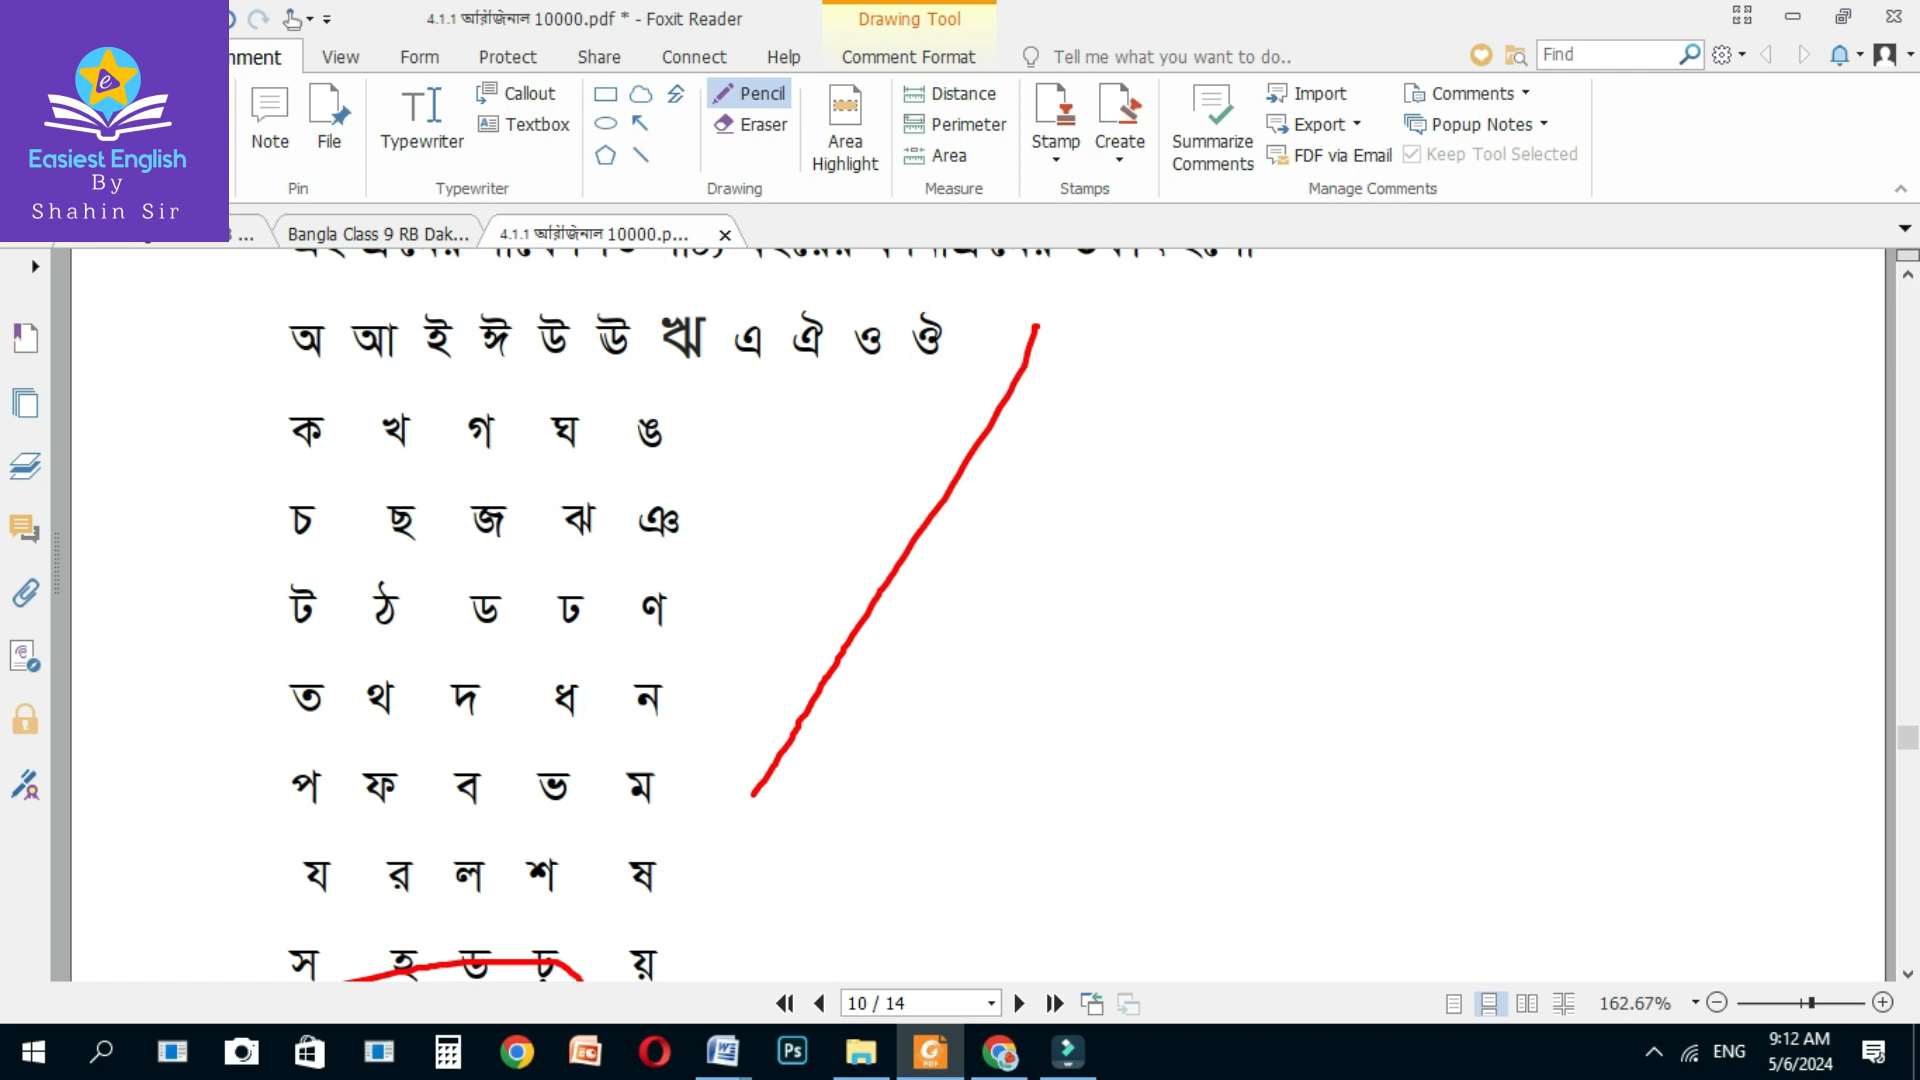 4.1.1 অরিজিনাল 10000.pdf * - Foxit Reader
Drawing Tool
View Form Protect Share Connect Help Comment Format Tell me what you want to do.. Find
Note File Typewriter Callout Textbox Pencil Eraser Area Highlight Distance Perimeter Area Stamp Create Summarize Comments Import Export FDF via Email Comments Popup Notes Keep Tool Selected
Pin Typewriter Drawing Measure Stamps Manage Comments
Easiest English
By
Shahin Sir
Bangla Class 9 RB Dak... 4.1.1 অরিজিনাল 10000.p...
অ আ ই ঈ উ ঊ ঋ এ ঐ ও ঔ
ক খ গ ঘ ঙ
চ ছ জ ঝ ঞ
ট ঠ ড ঢ ণ
ত থ দ ধ ন
প ফ ব ভ ম
য র ল শ ষ
স হ য়
10 / 14 162.67%
ENG 9:12 AM
5/6/2024